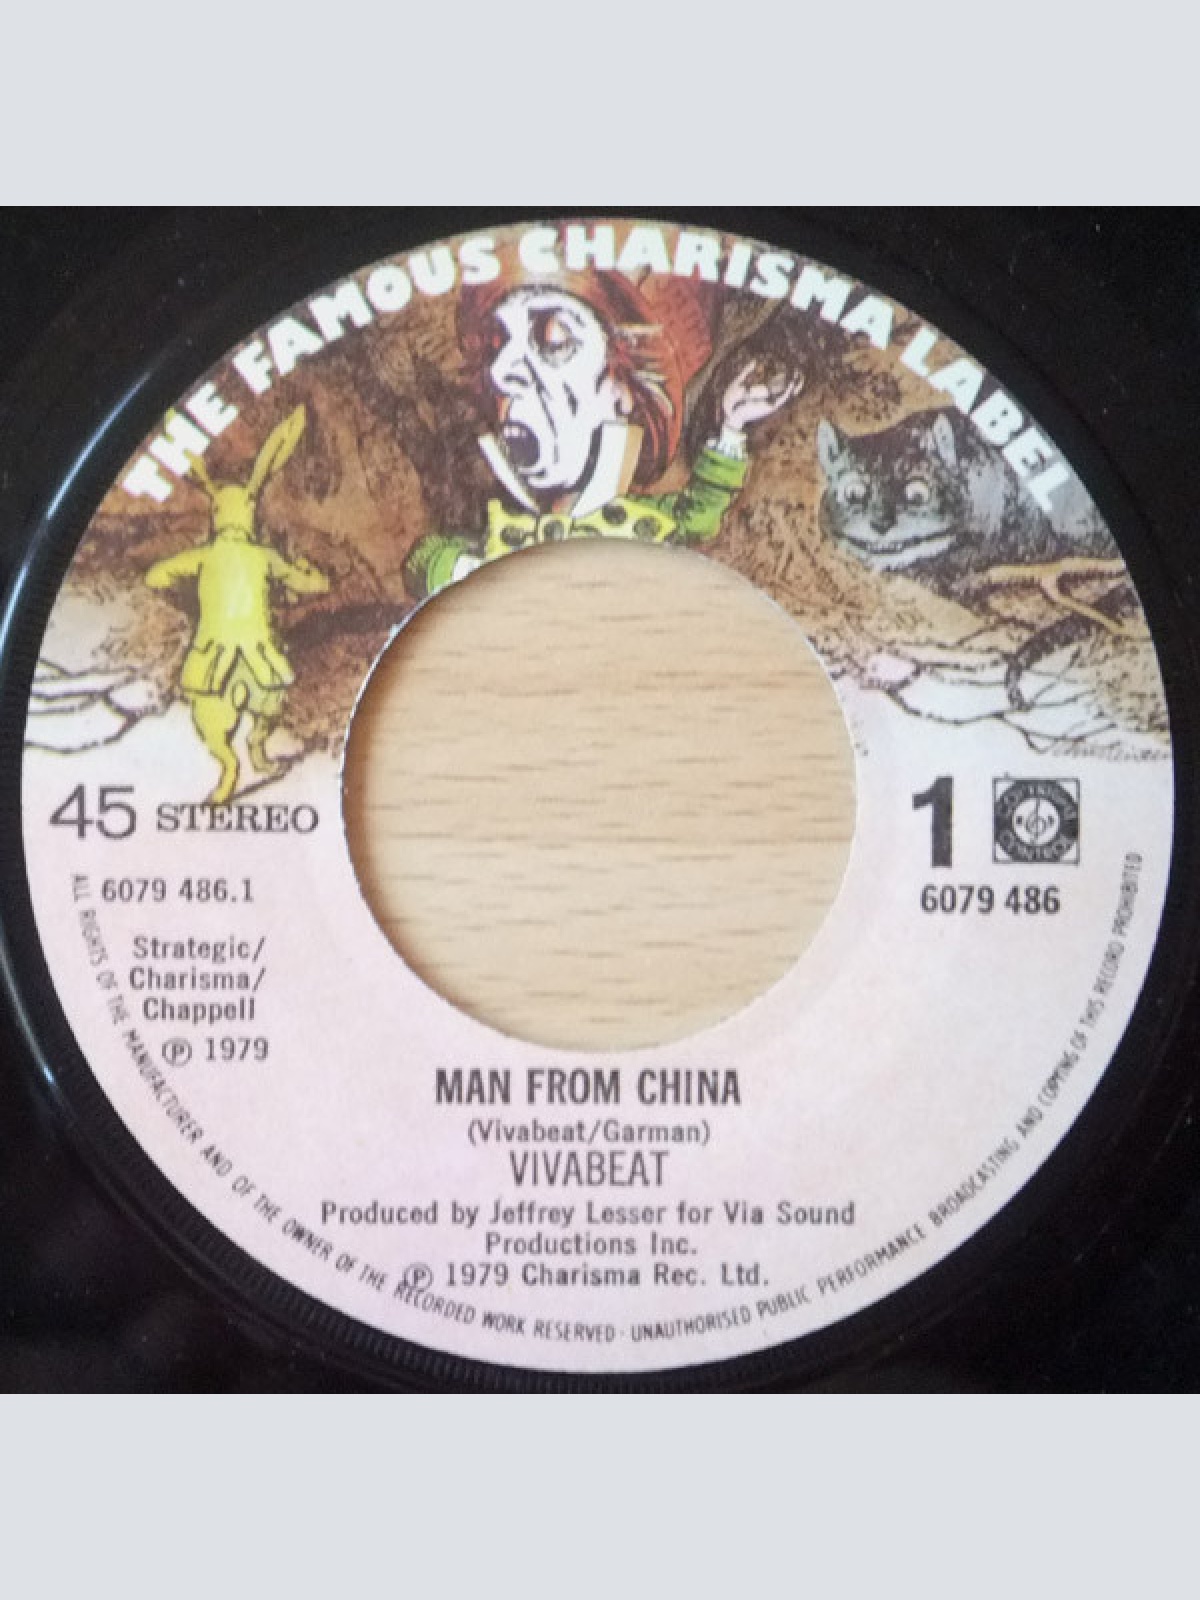 THE FAMOUS CHARISMA LABEL
45 STEREO
1
6079 486.1
6079 486
Strategic/
Charisma/
Chappell
℗ 1979
MAN FROM CHINA
(Vivabeat/Garman)
VIVABEAT
Produced by Jeffrey Lesser for Via Sound
Productions Inc.
℗ 1979 Charisma Rec. Ltd.
ALL RIGHTS OF THE MANUFACTURER AND OF THE OWNER OF THE RECORDED WORK RESERVED · UNAUTHORISED PUBLIC PERFORMANCE BROADCASTING AND COPYING OF THIS RECORD PROHIBITED